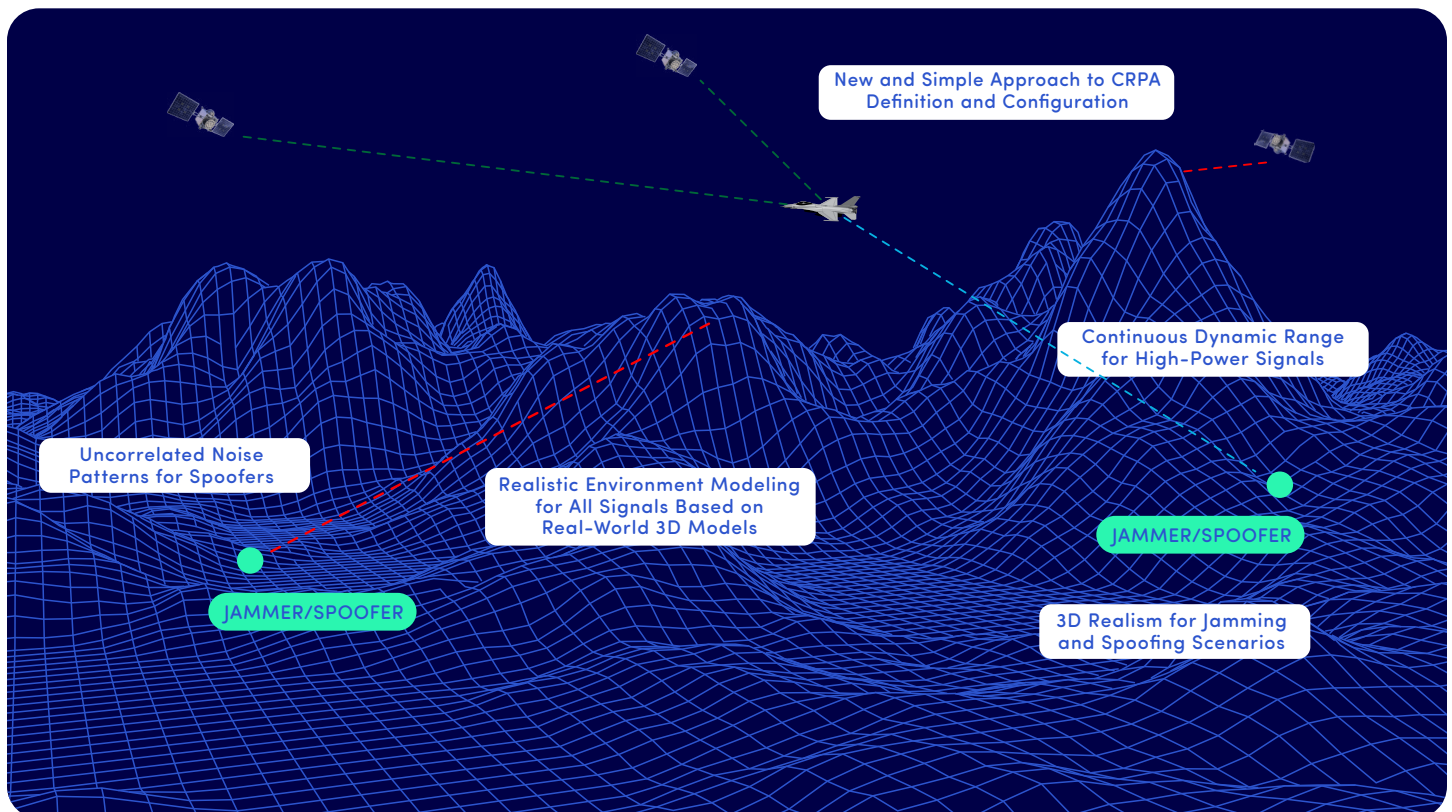 New and Simple Approach to CRPA
Definition and Configuration
Continuous Dynamic Range
for High-Power Signals
Uncorrelated Noise
Patterns for Spoofers
Realistic Environment Modeling
for All Signals Based on
Real-World 3D Models
JAMMER/SPOOFER
JAMMER/SPOOFER
3D Realism for Jamming
and Spoofing Scenarios